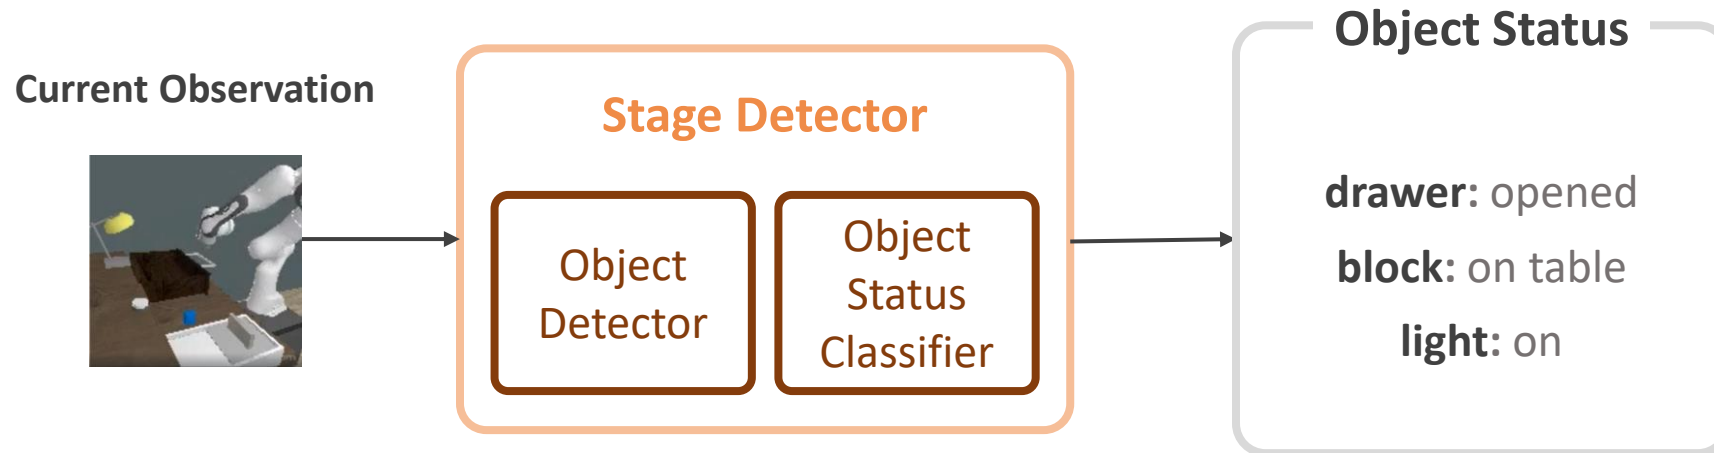 Current Observation
Stage Detector
Object
Detector
Object
Status
Classifier
Object Status
drawer: opened
block: on table
light: on